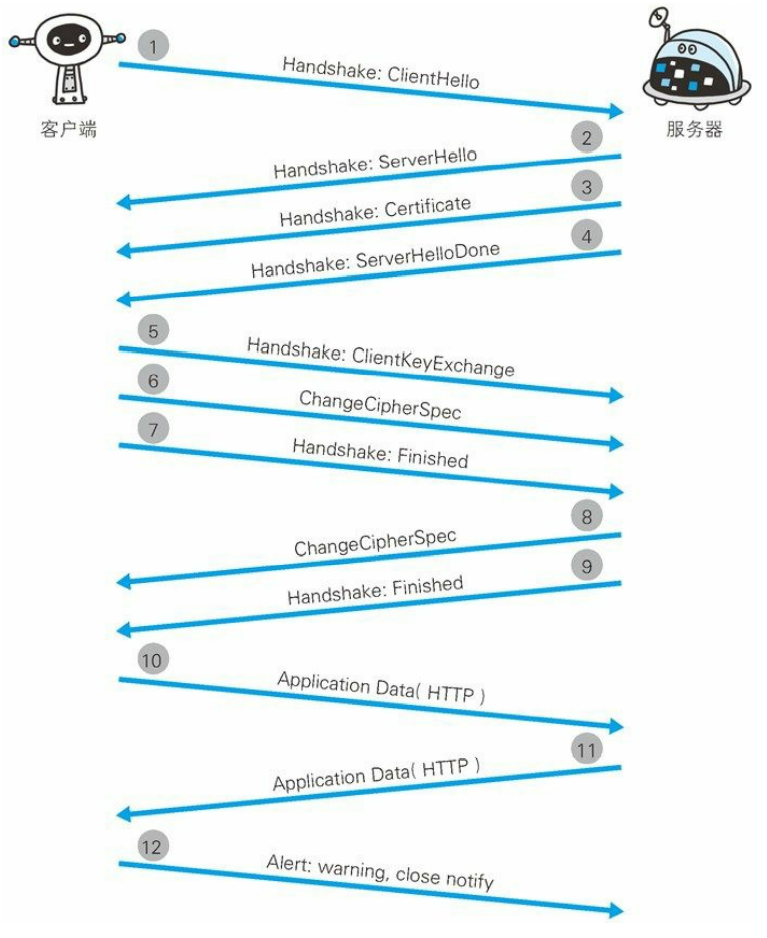 1
Handshake: ClientHello
客户端
服务器
2
Handshake: ServerHello
3
Handshake: Certificate
4
Handshake: ServerHelloDone
5
Handshake: ClientKeyExchange
6
ChangeCipherSpec
7
Handshake: Finished
8
ChangeCipherSpec
9
Handshake: Finished
10
Application Data( HTTP )
11
Application Data( HTTP )
12
Alert: warning, close notify